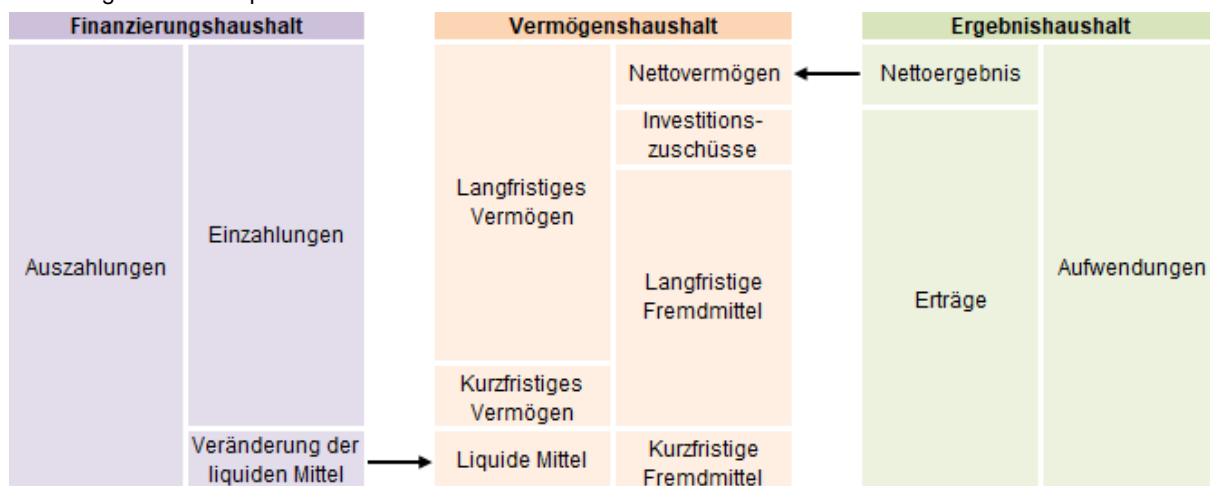 Finanzierungshaushalt
Auszahlungen
Einzahlungen
Veränderung der
liquiden Mittel
Vermögenshaushalt
Langfristiges
Vermögen
Kurzfristiges
Vermögen
Liquide Mittel
Nettovermögen
Investitions-
zuschüsse
Langfristige
Fremdmittel
Kurzfristige
Fremdmittel
Ergebnishaushalt
Nettoergebnis
Erträge
Aufwendungen